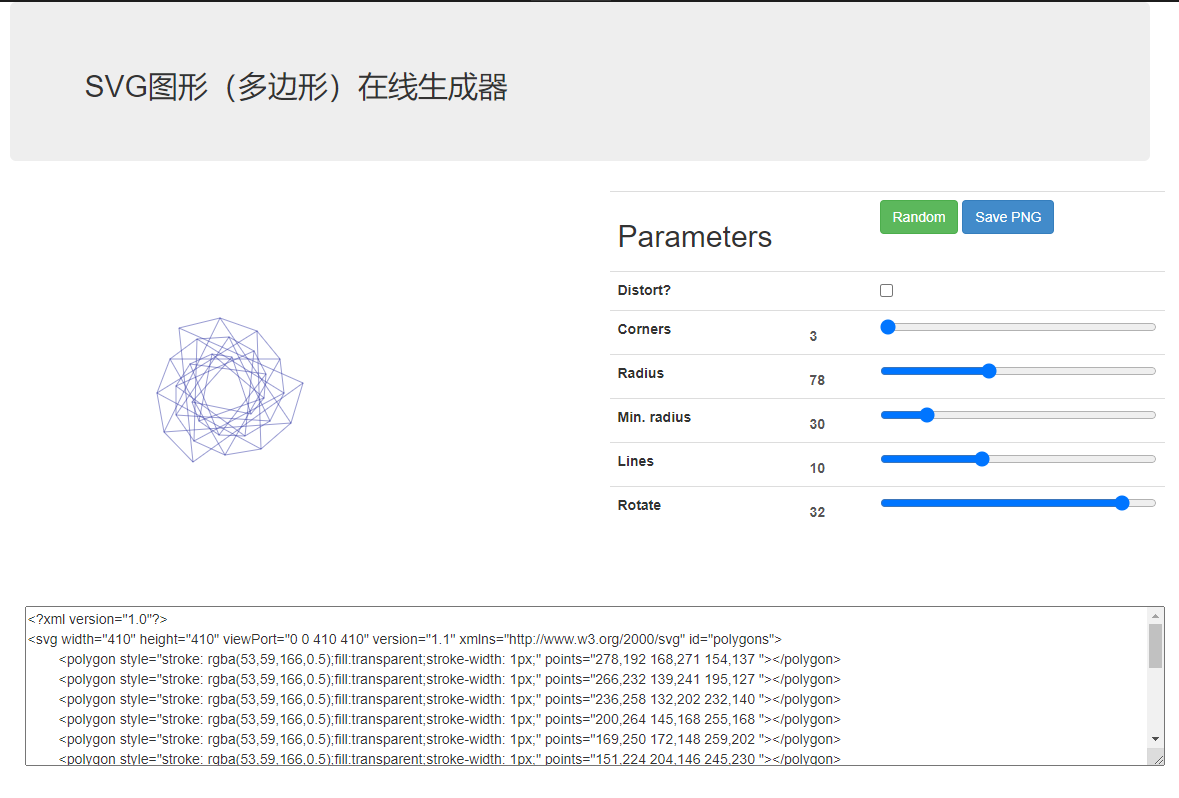 SVG图形（多边形）在线生成器
Parameters
Random
Save PNG
Distort?
Corners 3
Radius 78
Min. radius 30
Lines 10
Rotate 32
<?xml version="1.0"?>
<svg width="410" height="410" viewPort="0 0 410 410" version="1.1" xmlns="http://www.w3.org/2000/svg" id="polygons">
<polygon style="stroke: rgba(53,59,166,0.5);fill:transparent;stroke-width: 1px;" points="278,192 168,271 154,137 "></polygon>
<polygon style="stroke: rgba(53,59,166,0.5);fill:transparent;stroke-width: 1px;" points="266,232 139,241 195,127 "></polygon>
<polygon style="stroke: rgba(53,59,166,0.5);fill:transparent;stroke-width: 1px;" points="236,258 132,202 232,140 "></polygon>
<polygon style="stroke: rgba(53,59,166,0.5);fill:transparent;stroke-width: 1px;" points="200,264 145,168 255,168 "></polygon>
<polygon style="stroke: rgba(53,59,166,0.5);fill:transparent;stroke-width: 1px;" points="169,250 172,148 259,202 "></polygon>
<polygon style="stroke: rgba(53,59,166,0.5);fill:transparent;stroke-width: 1px;" points="151,224 204,146 245,230 "></polygon>